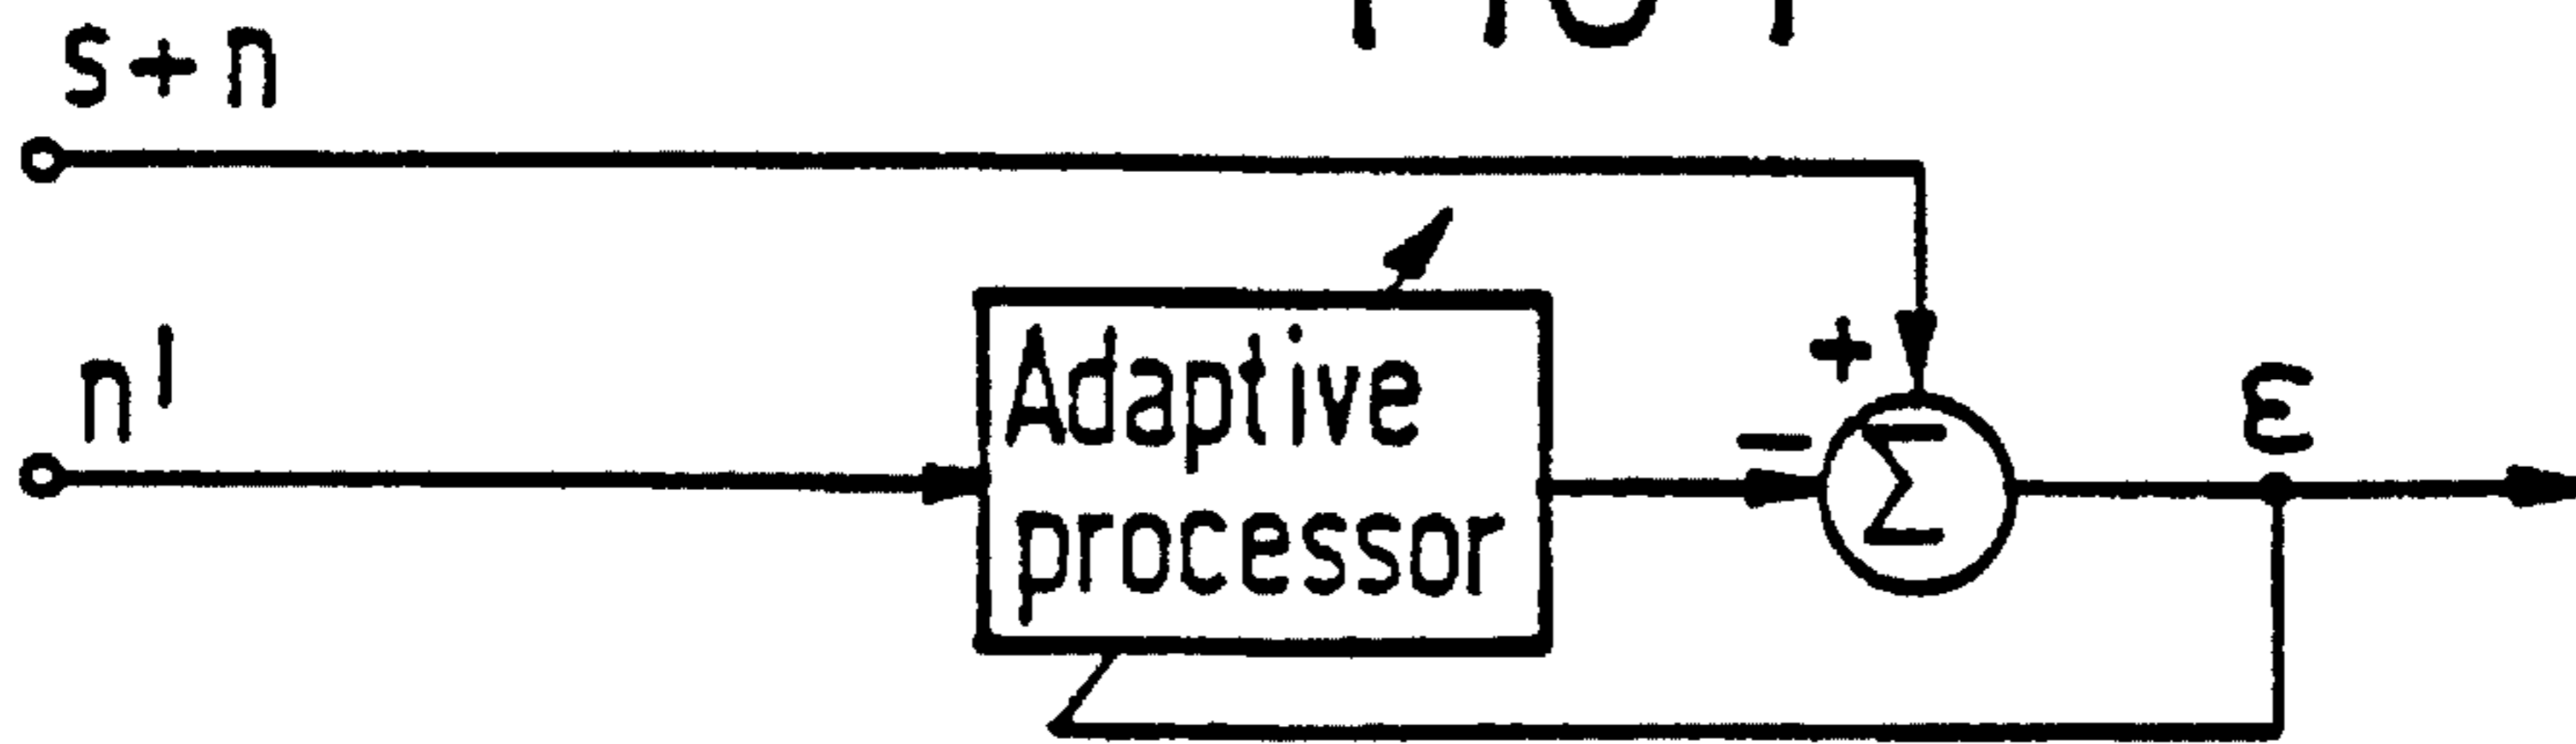 s+n
n'
Adaptive
processor
+
−
Σ
ε